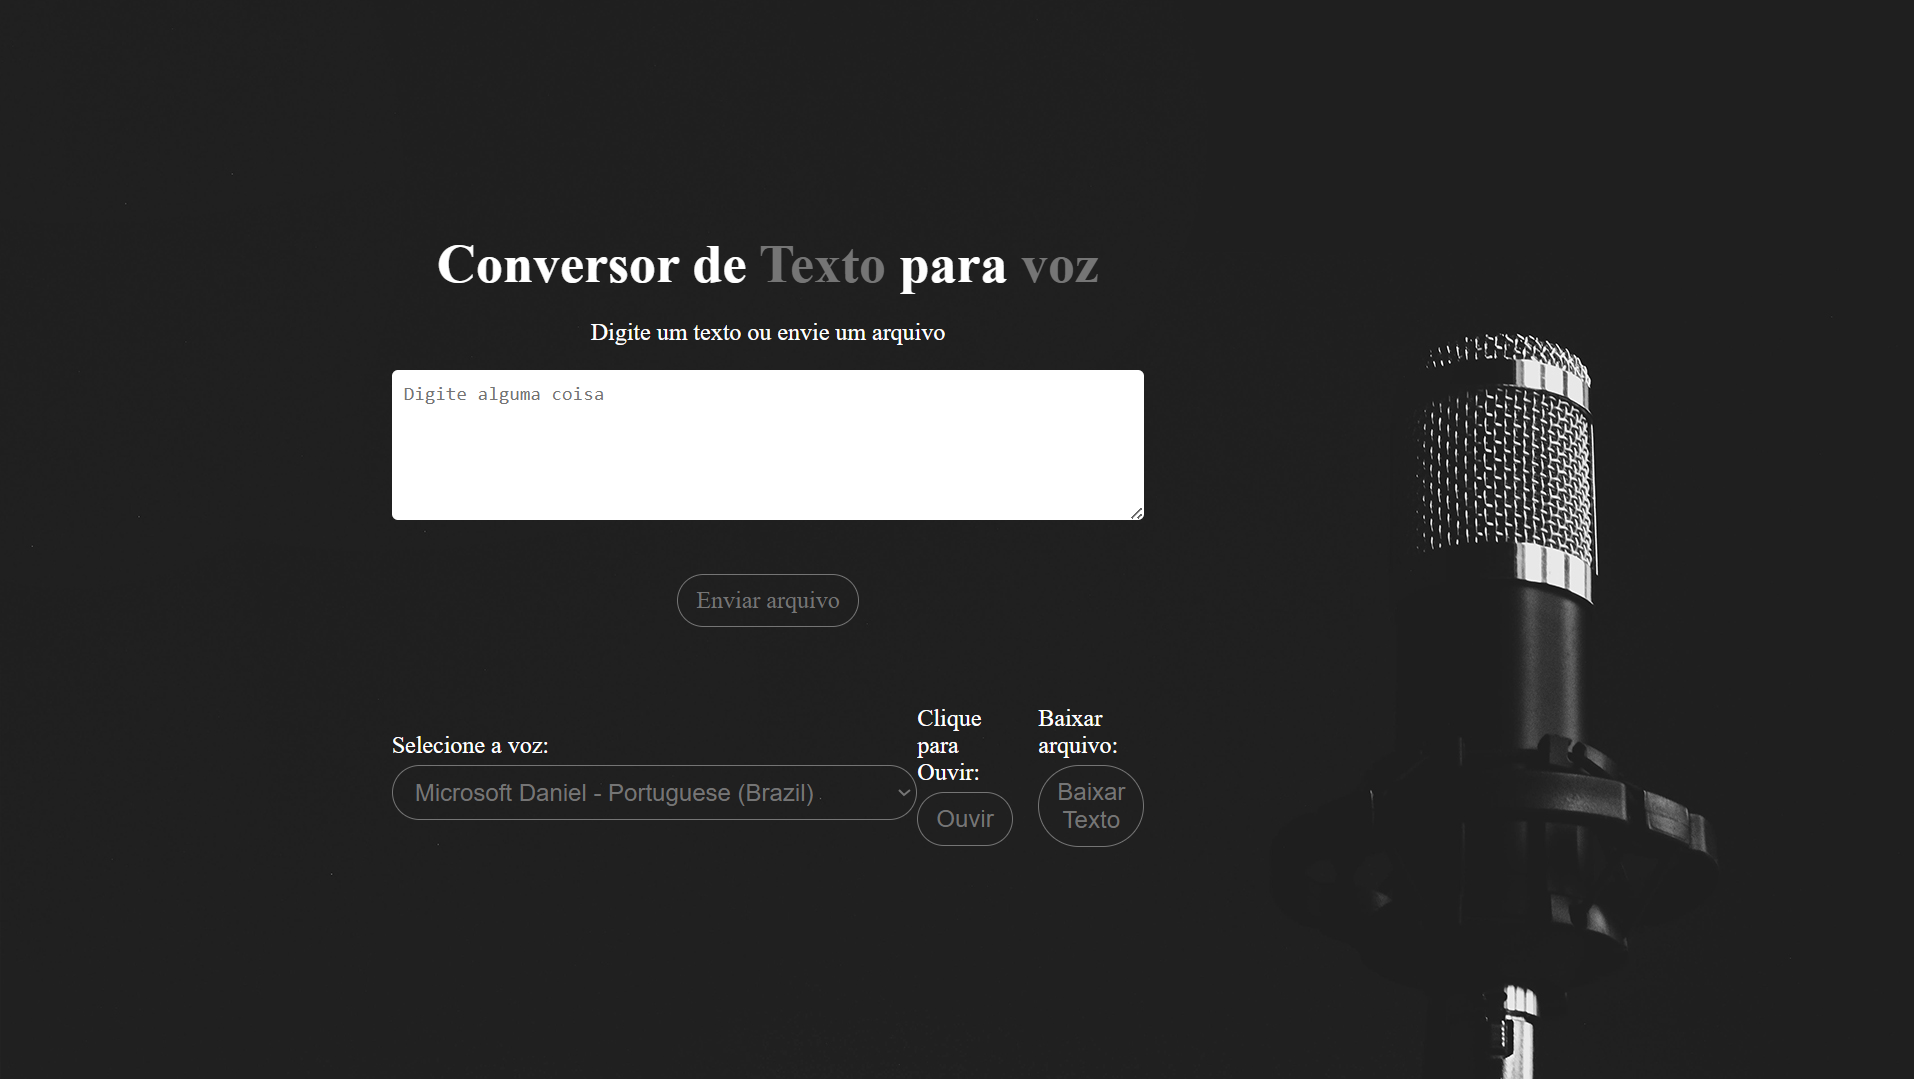 Conversor de Texto para voz
Digite um texto ou envie um arquivo
Digite alguma coisa
Enviar arquivo
Selecione a voz:
Microsoft Daniel - Portuguese (Brazil)
Clique
para
Ouvir:
Ouvir
Baixar
arquivo:
Baixar
Texto